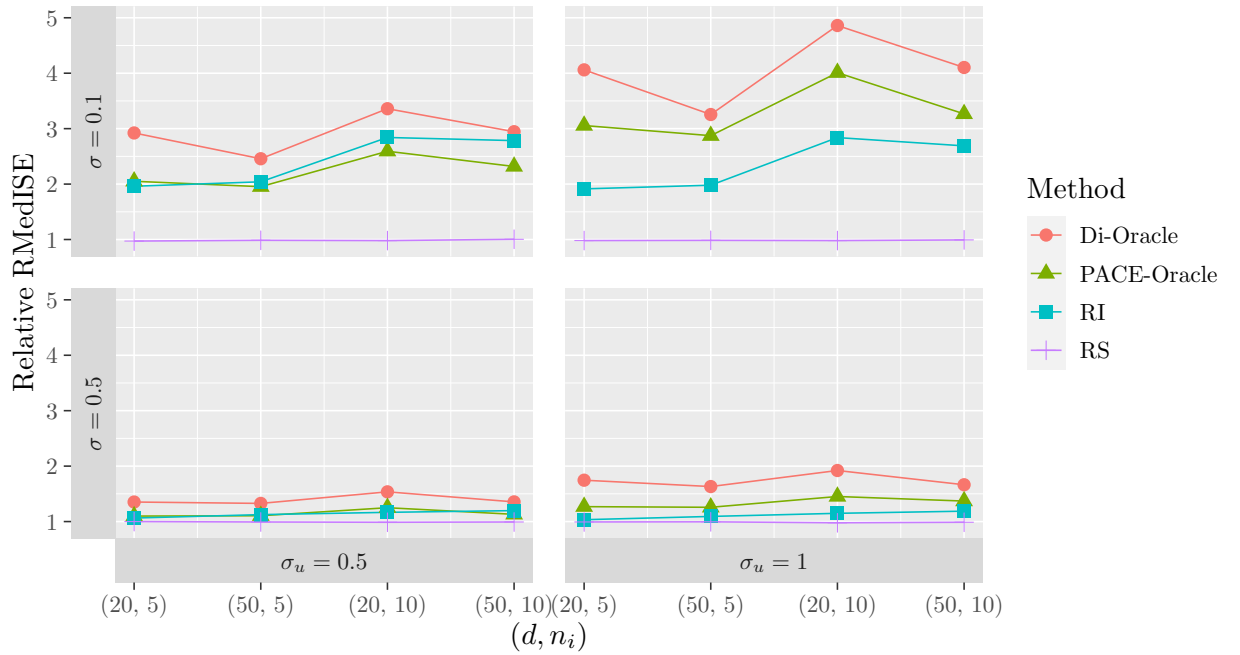 Relative RMedISE
σ = 0.1
5
4
3
2
1
σ = 0.5
5
4
3
2
1
σ_u = 0.5
σ_u = 1
(20, 5)
(50, 5)
(20, 10)
(50, 10)
(20, 5)
(50, 5)
(20, 10)
(50, 10)
(d, n_i)
Method
Di-Oracle
PACE-Oracle
RI
RS